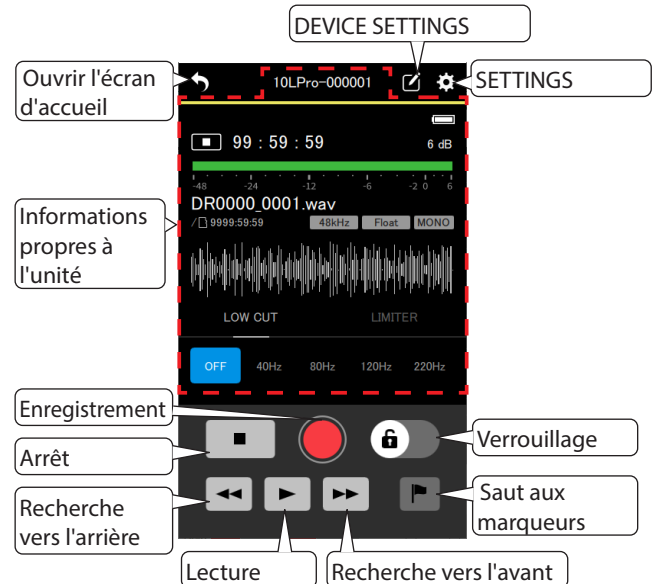 DEVICE SETTINGS
Ouvrir l'écran
d'accueil
10LPro-000001
SETTINGS
99 : 59 : 59
6 dB
-48 -24 -12 -6 -2 0 6
DR0000_0001.wav
/ 9999:59:59 48kHz Float MONO
Informations
propres à
l'unité
LOW CUT LIMITER
OFF 40Hz 80Hz 120Hz 220Hz
Enregistrement
Arrêt
Verrouillage
Recherche
vers l'arrière
Saut aux
marqueurs
Lecture
Recherche vers l'avant